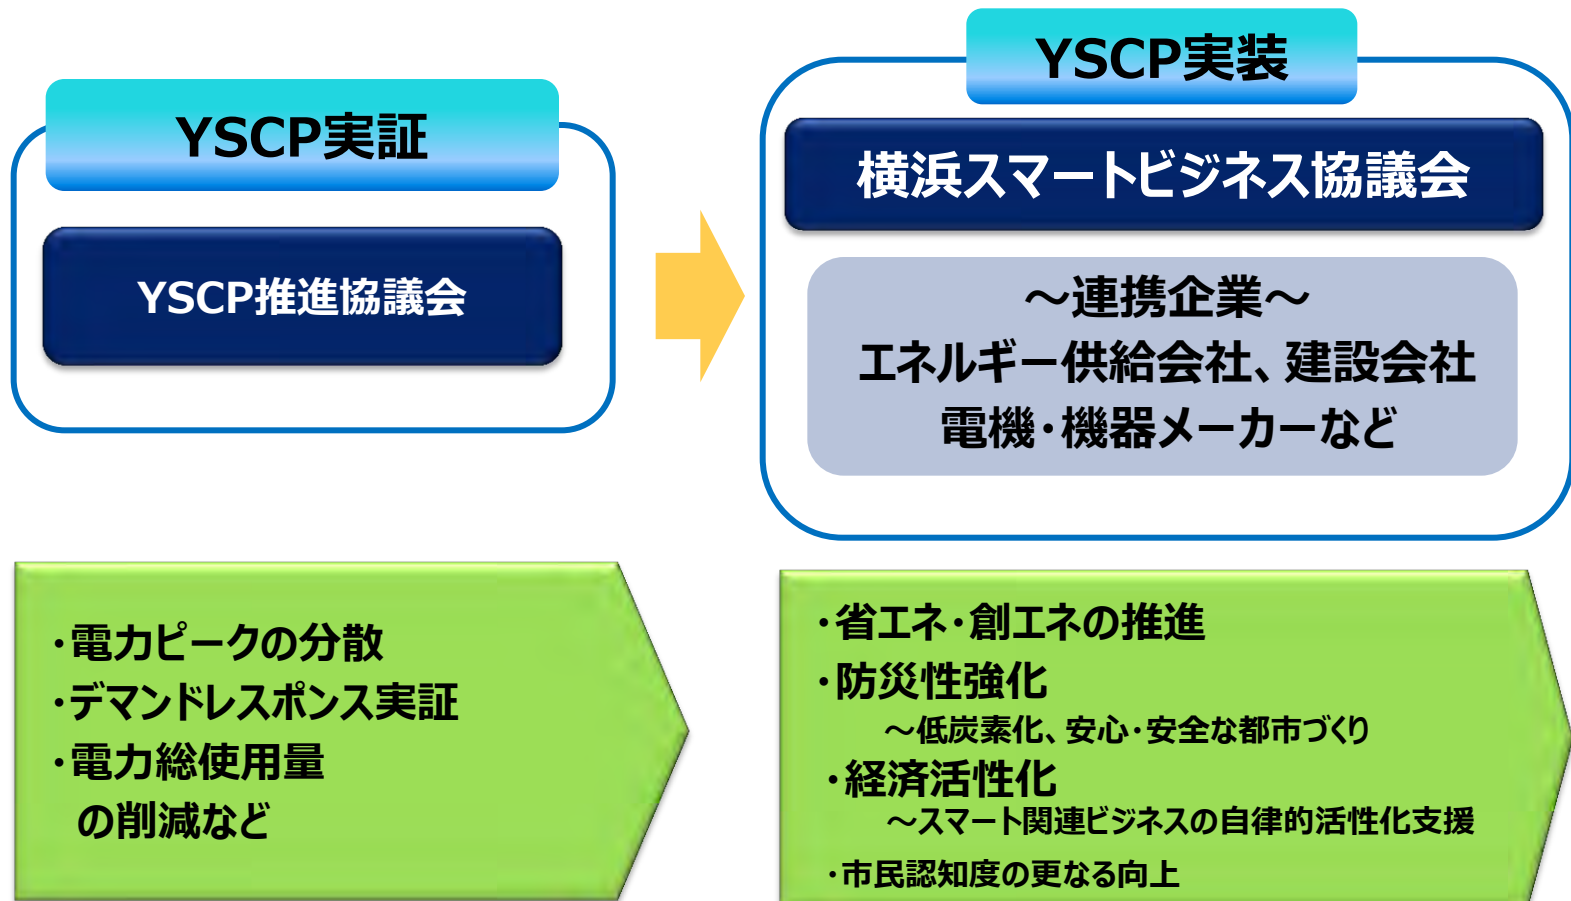 YSCP実証
YSCP推進協議会
YSCP実装
横浜スマートビジネス協議会
～連携企業～
エネルギー供給会社、建設会社
電機・機器メーカーなど
・電力ピークの分散
・デマンドレスポンス実証
・電力総使用量
の削減など
・省エネ・創エネの推進
・防災性強化
～低炭素化、安心・安全な都市づくり
・経済活性化
～スマート関連ビジネスの自律的活性化支援
・市民認知度の更なる向上